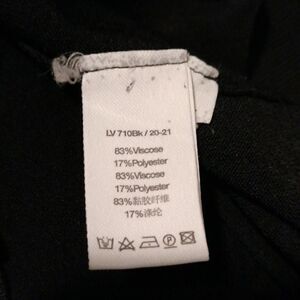 LV 710Bk / 20-21
83%Viscose
17%Polyester
83%Viscose
17%Polyester
83%黏胶纤维
17%涤纶